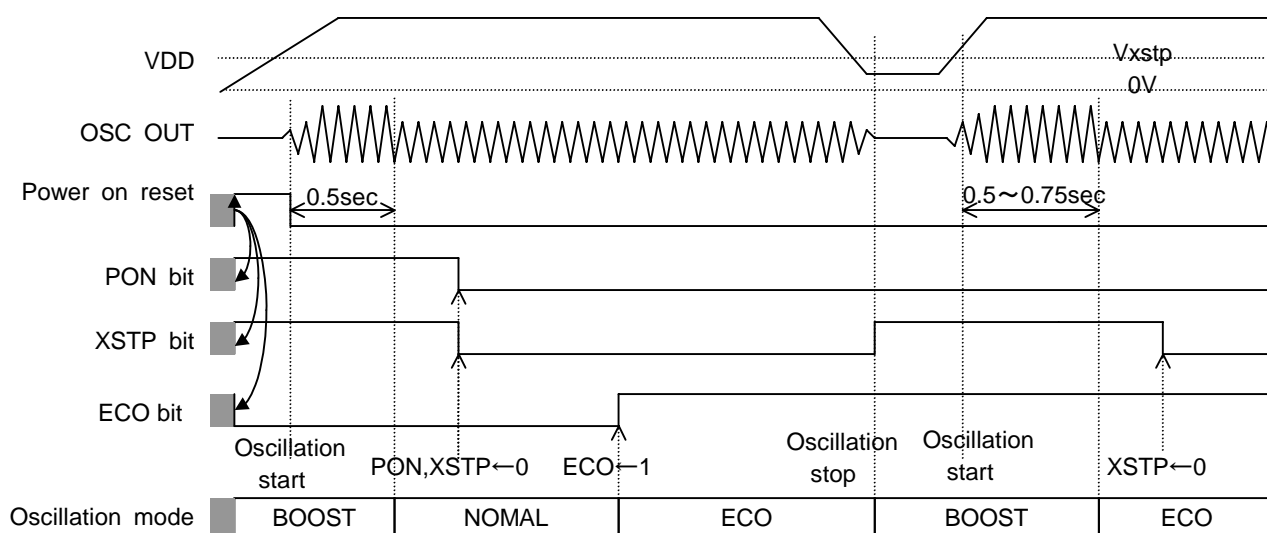 VDD
Vxstp
0V
OSC OUT
Power on reset
0.5sec
0.5～0.75sec
PON bit
XSTP bit
ECO bit
Oscillation
start
PON,XSTP←0
ECO←1
Oscillation
stop
Oscillation
start
XSTP←0
Oscillation mode
BOOST
NOMAL
ECO
BOOST
ECO